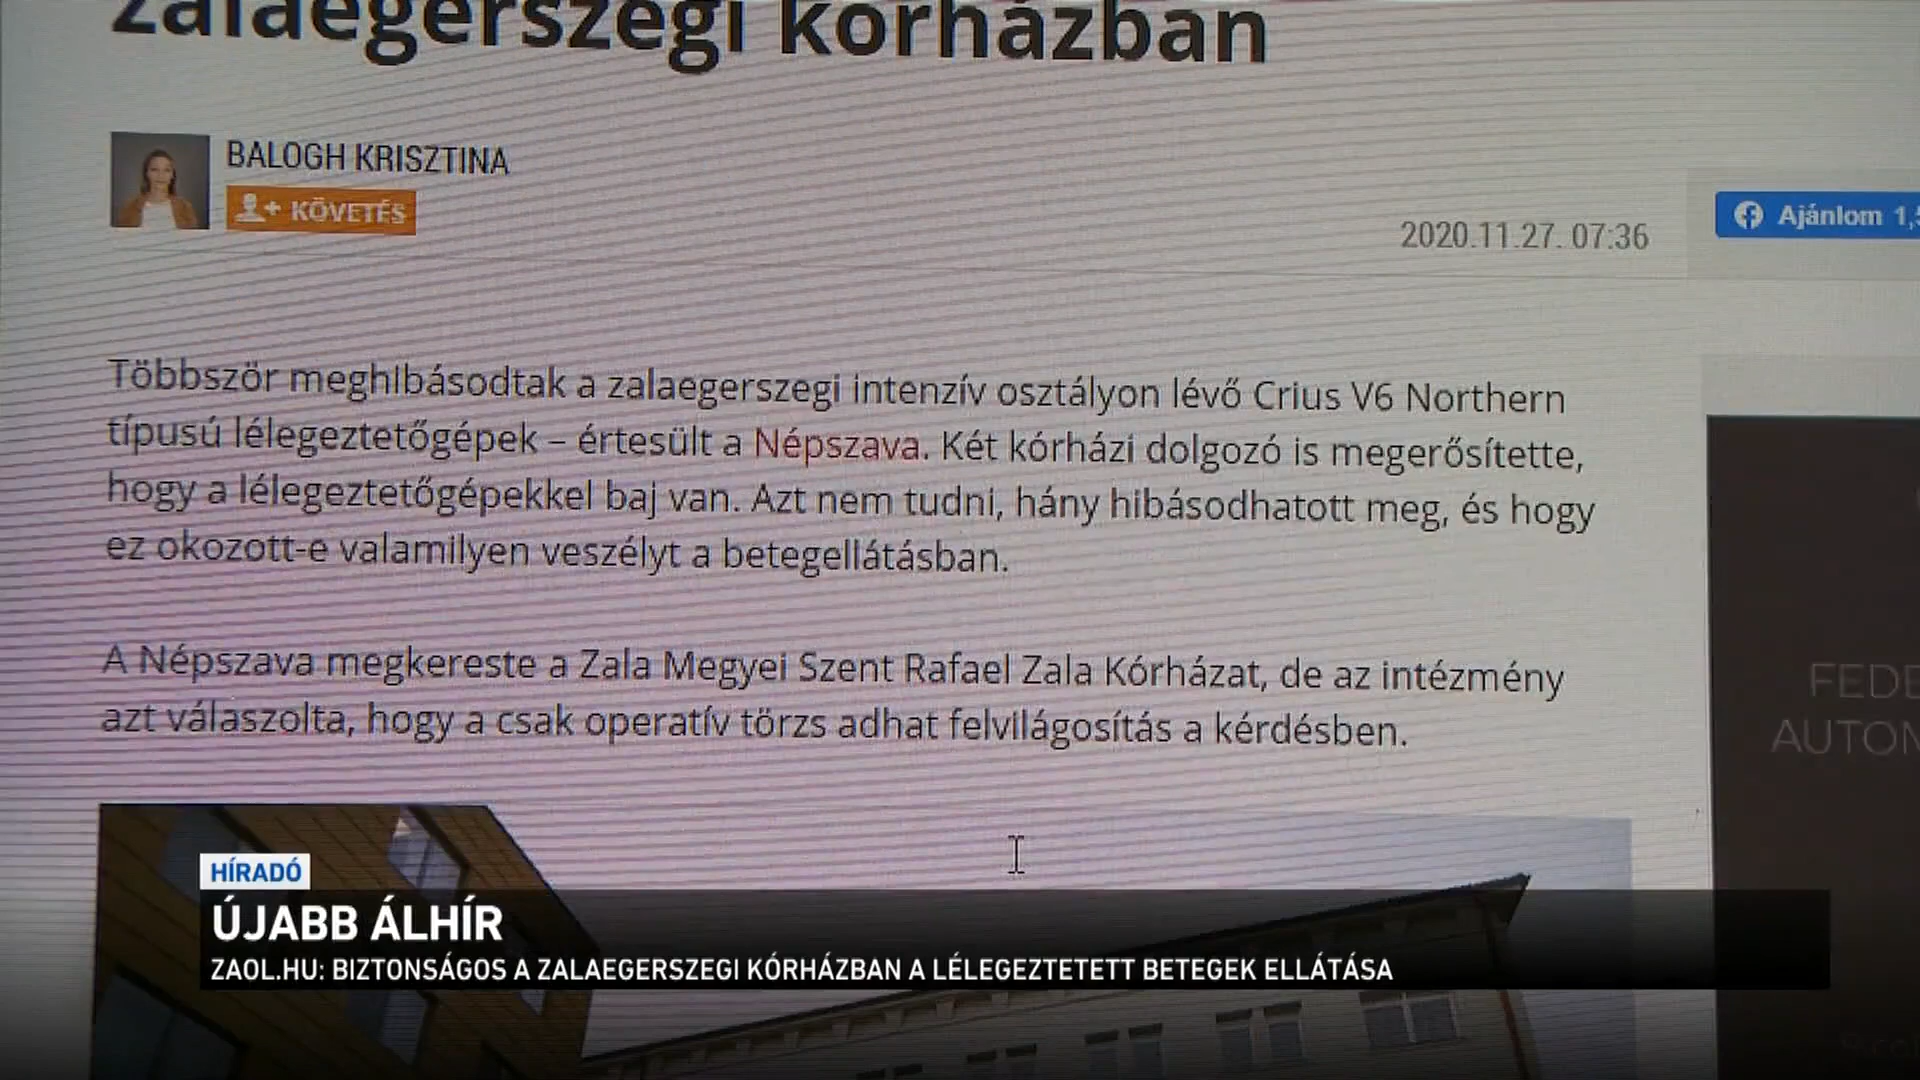 zalaegerszegi kórházban
BALOGH KRISZTINA
KÖVETÉS
2020.11.27. 07:36
Ajánlom
Többször meghibásodtak a zalaegerszegi intenzív osztályon lévő Crius V6 Northern
típusú lélegeztetőgépek – értesült a Népszava. Két kórházi dolgozó is megerősítette,
hogy a lélegeztetőgépekkel baj van. Azt nem tudni, hány hibásodhatott meg, és hogy
ez okozott-e valamilyen veszélyt a betegellátásban.
A Népszava megkereste a Zala Megyei Szent Rafael Zala Kórházat, de az intézmény
azt válaszolta, hogy a csak operatív törzs adhat felvilágosítás a kérdésben.
FEDE
AUTOM
HÍRADÓ
ÚJABB ÁLHÍR
ZAOL.HU: BIZTONSÁGOS A ZALAEGERSZEGI KÓRHÁZBAN A LÉLEGEZTETETT BETEGEK ELLÁTÁSA